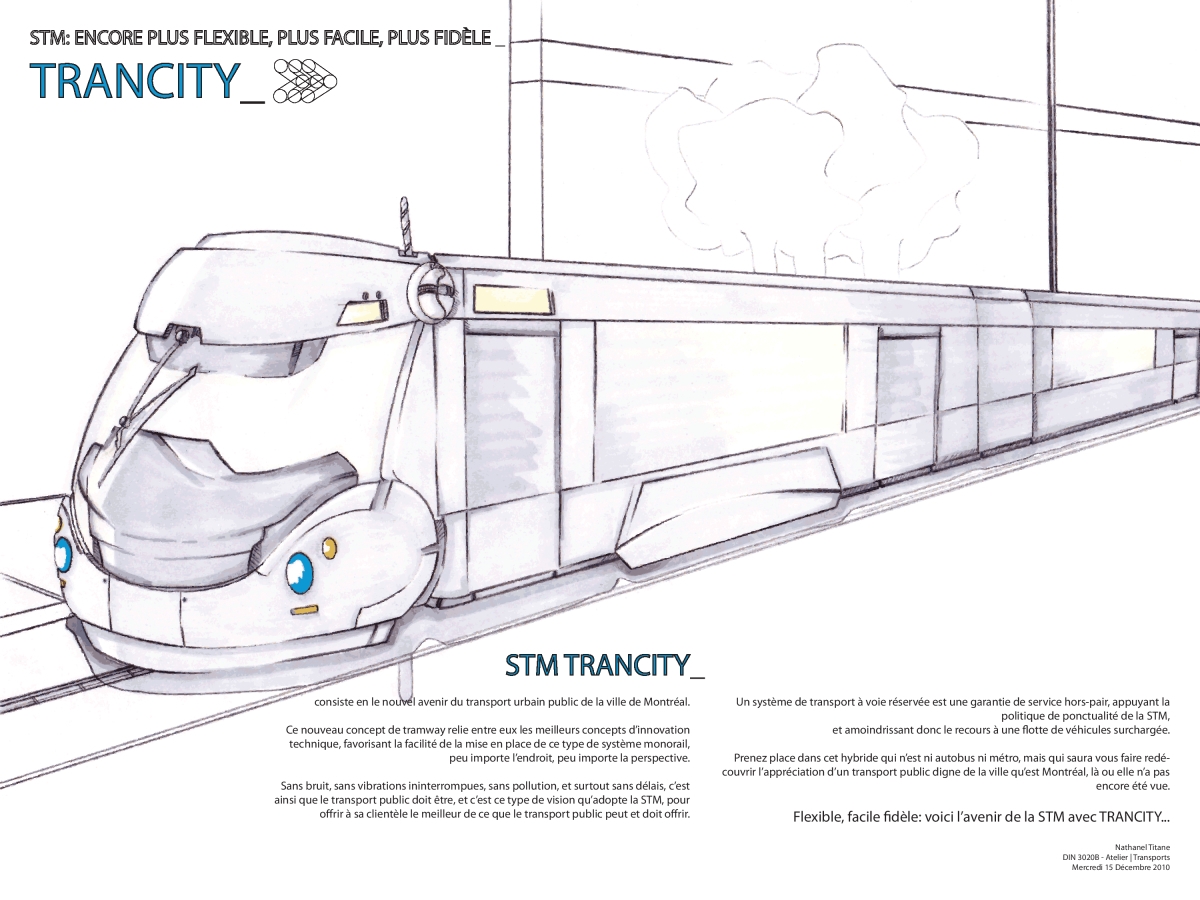 STM: ENCORE PLUS FLEXIBLE, PLUS FACILE, PLUS FIDÈLE _
TRANCITY_
STM TRANCITY_
consiste en le nouvel avenir du transport urbain public de la ville de Montréal.
Ce nouveau concept de tramway relie entre eux les meilleurs concepts d'innovation
technique, favorisant la facilité de la mise en place de ce type de système monorail,
peu importe l'endroit, peu importe la perspective.
Sans bruit, sans vibrations ininterrompues, sans pollution, et surtout sans délais, c'est
ainsi que le transport public doit être, et c'est ce type de vision qu'adopte la STM, pour
offrir à sa clientèle le meilleur de ce que le transport public peut et doit offrir.
Un système de transport à voie réservée est une garantie de service hors-pair, appuyant la
politique de ponctualité de la STM,
et amoindrissant donc le recours à une flotte de véhicules surchargée.
Prenez place dans cet hybride qui n'est ni autobus ni métro, mais qui saura vous faire redé-
couvrir l'appréciation d'un transport public digne de la ville qu'est Montréal, là ou elle n'a pas
encore été vue.
Flexible, facile fidèle: voici l'avenir de la STM avec TRANCITY...
Nathanel Titane
DIN 3020B - Atelier | Transports
Mercredi 15 Décembre 2010